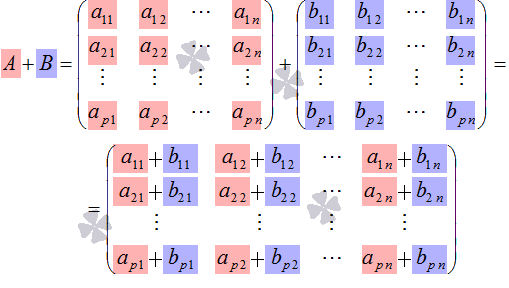 A + B = ( a11 a12 ⋯ a1n ) + ( b11 b12 ⋯ b1n ) =
a21 a22 ⋯ a2n b21 b22 ⋯ b2n
⋮ ⋮ ⋮ ⋮ ⋮ ⋮ ⋮ ⋮
ap1 ap2 ⋯ apn bp1 bp2 ⋯ bpn
= ( a11+b11 a12+b12 ⋯ a1n+b1n )
a21+b21 a22+b22 ⋯ a2n+b2n
⋮ ⋮ ⋮ ⋮
ap1+bp1 ap2+bp2 ⋯ apn+bpn